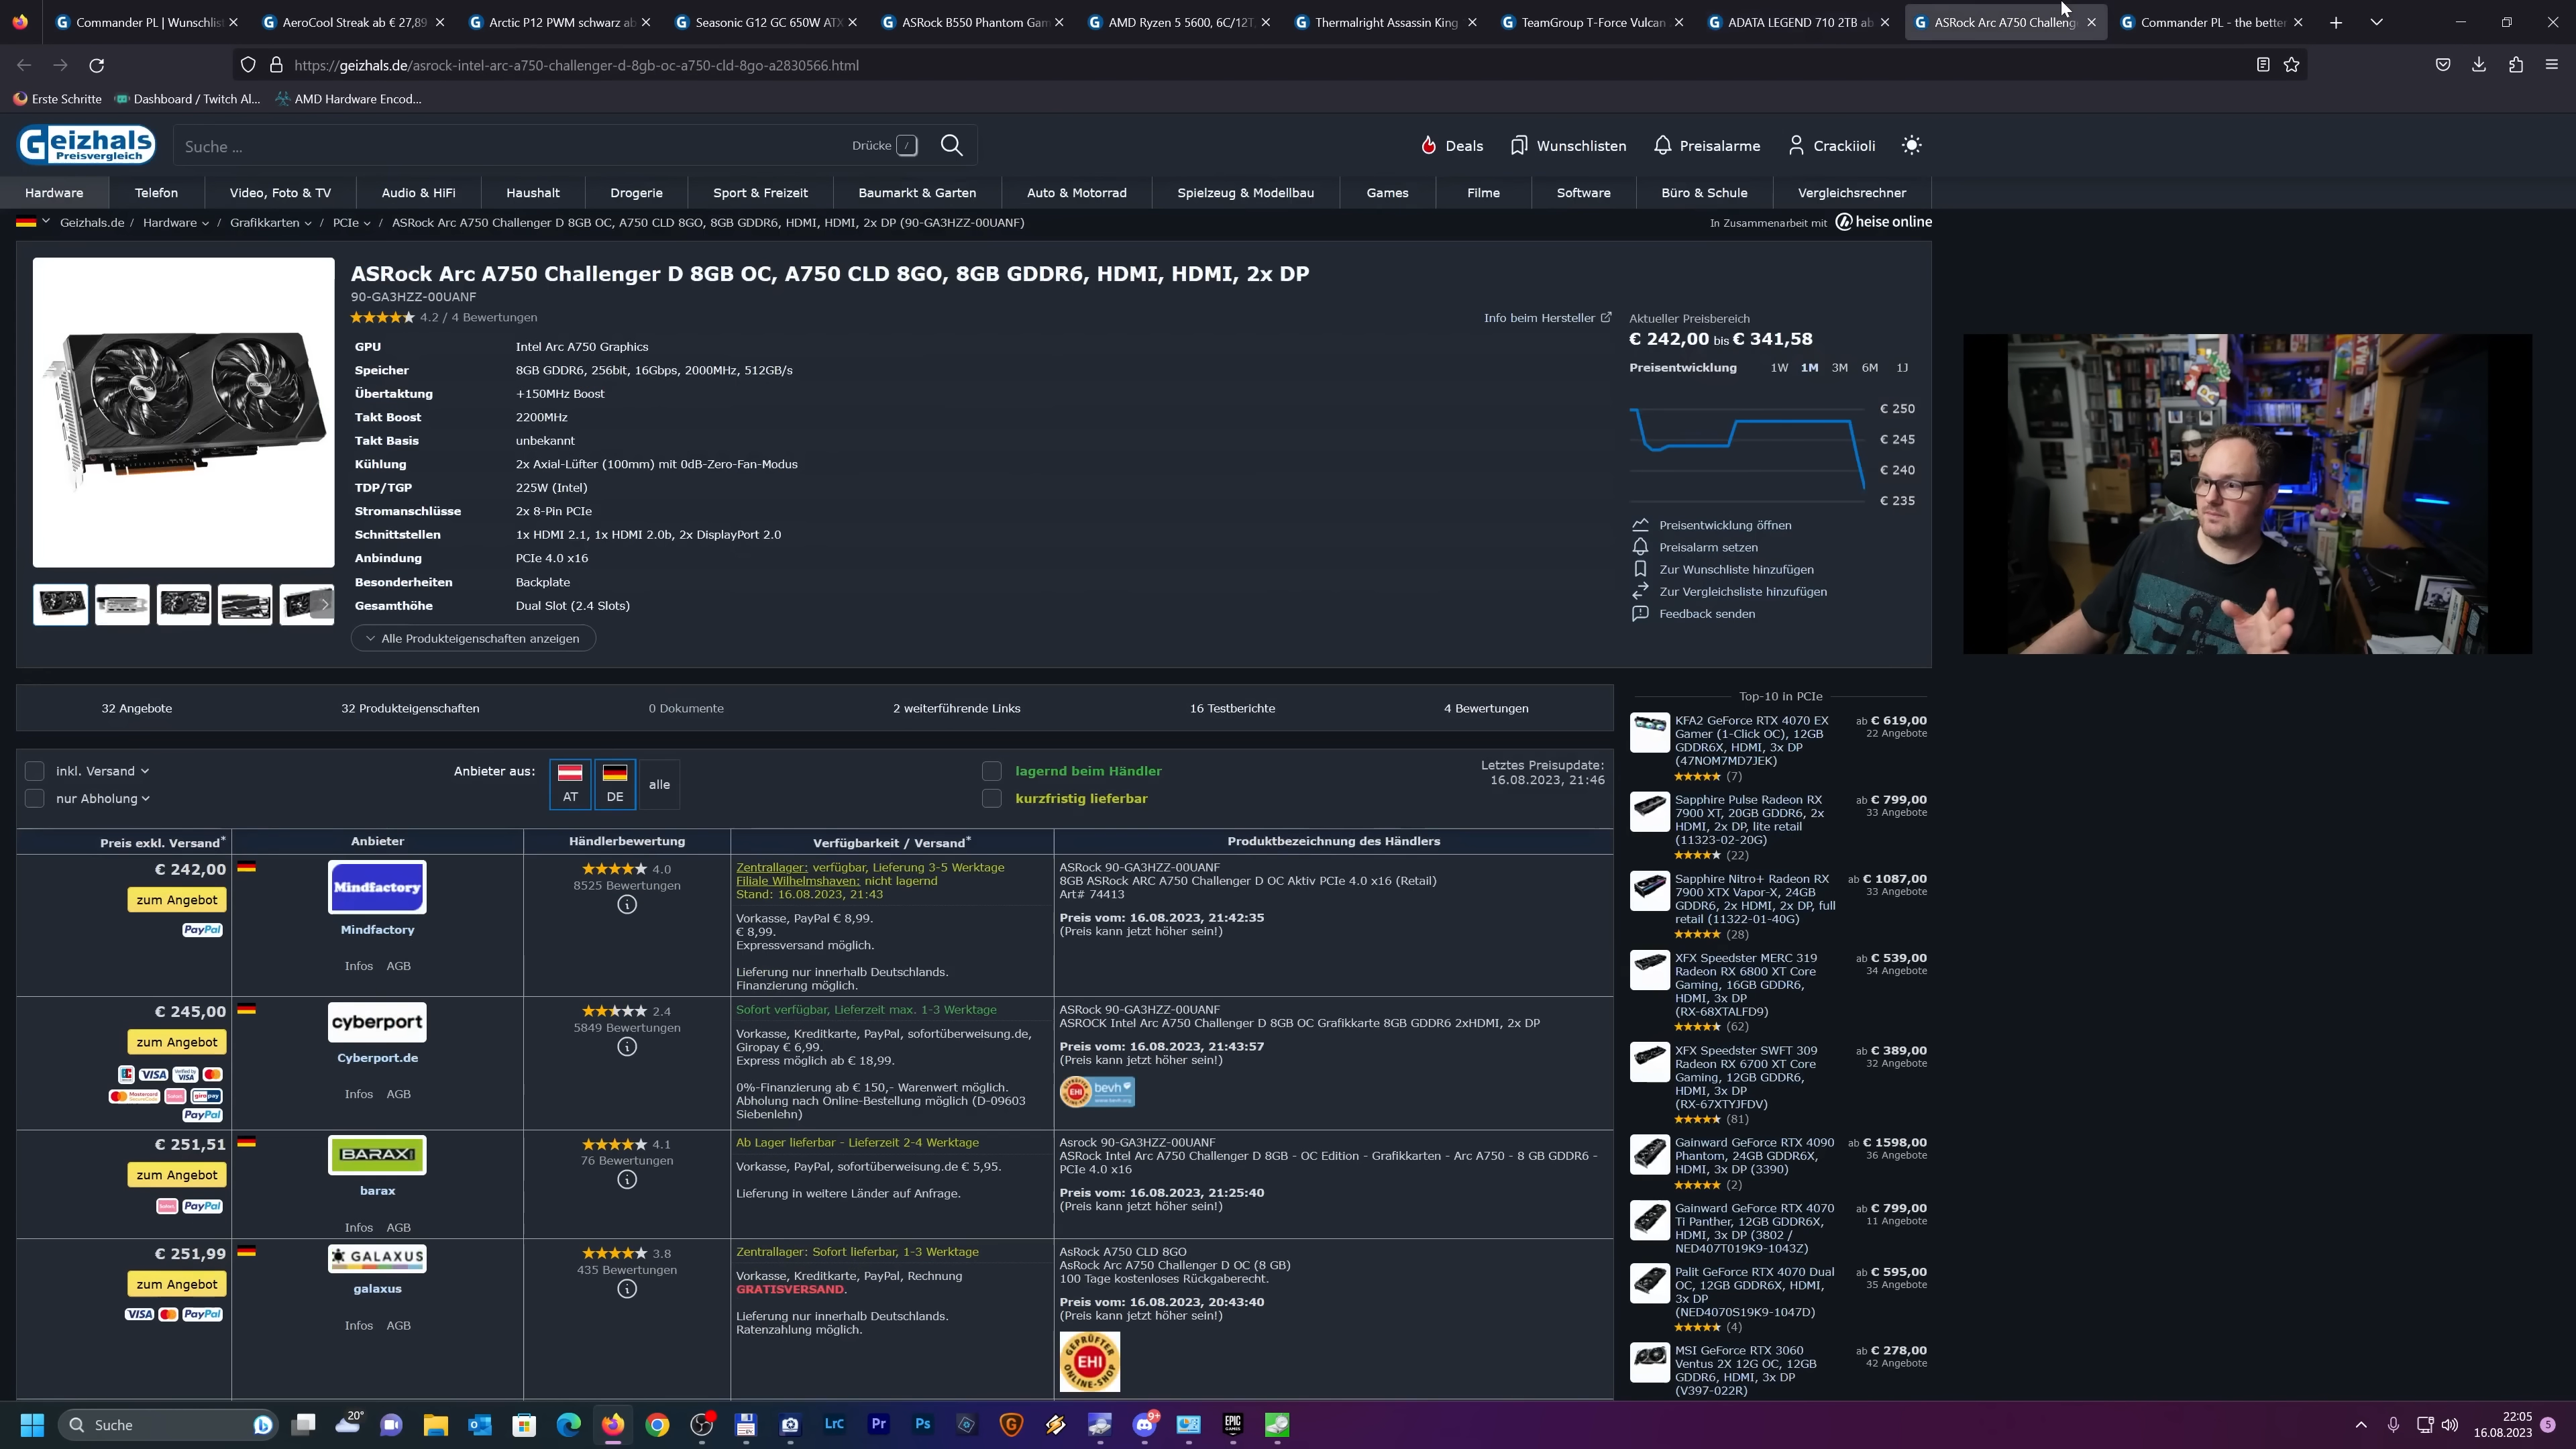 Commander PL | Wunschlis
AeroCool Streak ab € 27,89
Arctic P12 PWM schwarz ab
Seasonic G12 GC 650W ATX
ASRock B550 Phantom Gam
AMD Ryzen 5 5600, 6C/12T,
Thermalright Assassin King
TeamGroup T-Force Vulcan
ADATA LEGEND 710 2TB ab
ASRock Arc A750 Challeng
Commander PL - the better
https://geizhals.de/asrock-intel-arc-a750-challenger-d-8gb-oc-a750-cld-8go-a2830566.html
Erste Schritte
Dashboard / Twitch Al...
AMD Hardware Encod...
Geizhals
Preisvergleich
Suche ...
Drücke /
Deals
Wunschlisten
Preisalarme
Crackiioli
Hardware
Telefon
Video, Foto & TV
Audio & HiFi
Haushalt
Drogerie
Sport & Freizeit
Baumarkt & Garten
Auto & Motorrad
Spielzeug & Modellbau
Games
Filme
Software
Büro & Schule
Vergleichsrechner
Geizhals.de / Hardware / Grafikkarten / PCIe / ASRock Arc A750 Challenger D 8GB OC, A750 CLD 8GO, 8GB GDDR6, HDMI, HDMI, 2x DP (90-GA3HZZ-00UANF)
In Zusammenarbeit mit heise online
ASRock Arc A750 Challenger D 8GB OC, A750 CLD 8GO, 8GB GDDR6, HDMI, HDMI, 2x DP
90-GA3HZZ-00UANF
4.2 / 4 Bewertungen
Info beim Hersteller
GPU Intel Arc A750 Graphics
Speicher 8GB GDDR6, 256bit, 16Gbps, 2000MHz, 512GB/s
Übertaktung +150MHz Boost
Takt Boost 2200MHz
Takt Basis unbekannt
Kühlung 2x Axial-Lüfter (100mm) mit 0dB-Zero-Fan-Modus
TDP/TGP 225W (Intel)
Stromanschlüsse 2x 8-Pin PCIe
Schnittstellen 1x HDMI 2.1, 1x HDMI 2.0b, 2x DisplayPort 2.0
Anbindung PCIe 4.0 x16
Besonderheiten Backplate
Gesamthöhe Dual Slot (2.4 Slots)
Alle Produkteigenschaften anzeigen
Aktueller Preisbereich
€ 242,00 bis € 341,58
Preisentwicklung 1W 1M 3M 6M 1J
€ 250
€ 245
€ 240
€ 235
Preisentwicklung öffnen
Preisalarm setzen
Zur Wunschliste hinzufügen
Zur Vergleichsliste hinzufügen
Feedback senden
32 Angebote
32 Produkteigenschaften
0 Dokumente
2 weiterführende Links
16 Testberichte
4 Bewertungen
inkl. Versand
nur Abholung
Anbieter aus:
AT
DE
alle
lagernd beim Händler
kurzfristig lieferbar
Letztes Preisupdate:
16.08.2023, 21:46
Preis exkl. Versand*
Anbieter
Händlerbewertung
Verfügbarkeit / Versand*
Produktbezeichnung des Händlers
€ 242,00
zum Angebot
PayPal
Mindfactory
Mindfactory
Infos AGB
4.0
8525 Bewertungen
Zentrallager: verfügbar, Lieferung 3-5 Werktage
Filiale Wilhelmshaven: nicht lagernd
Stand: 16.08.2023, 21:43
Vorkasse, PayPal € 8,99.
€ 8,99.
Expressversand möglich.
Lieferung nur innerhalb Deutschlands.
Finanzierung möglich.
ASRock 90-GA3HZZ-00UANF
8GB ASRock ARC A750 Challenger D OC Aktiv PCIe 4.0 x16 (Retail)
Art# 74413
Preis vom: 16.08.2023, 21:42:35
(Preis kann jetzt höher sein!)
€ 245,00
zum Angebot
VISA
giropay
PayPal
cyberport
Cyberport.de
Infos AGB
2.4
5849 Bewertungen
Sofort verfügbar, Lieferzeit max. 1-3 Werktage
Vorkasse, Kreditkarte, PayPal, sofortüberweisung.de,
Giropay € 6,99.
Express möglich ab € 18,99.
0%-Finanzierung ab € 150,- Warenwert möglich.
Abholung nach Online-Bestellung möglich (D-09603
Siebenlehn)
ASRock 90-GA3HZZ-00UANF
ASROCK Intel Arc A750 Challenger D 8GB OC Grafikkarte 8GB GDDR6 2xHDMI, 2x DP
Preis vom: 16.08.2023, 21:43:57
(Preis kann jetzt höher sein!)
EHI
bevh
€ 251,51
zum Angebot
PayPal
BARAX
barax
Infos AGB
4.1
76 Bewertungen
Ab Lager lieferbar - Lieferzeit 2-4 Werktage
Vorkasse, PayPal, sofortüberweisung.de € 5,95.
Lieferung in weitere Länder auf Anfrage.
Asrock 90-GA3HZZ-00UANF
ASRock Intel Arc A750 Challenger D 8GB - OC Edition - Grafikkarten - Arc A750 - 8 GB GDDR6 -
PCIe 4.0 x16
Preis vom: 16.08.2023, 21:25:40
(Preis kann jetzt höher sein!)
€ 251,99
zum Angebot
VISA
PayPal
GALAXUS
galaxus
Infos AGB
3.8
435 Bewertungen
Zentrallager: Sofort lieferbar, 1-3 Werktage
Vorkasse, Kreditkarte, PayPal, Rechnung
GRATISVERSAND.
Lieferung nur innerhalb Deutschlands.
Ratenzahlung möglich.
AsRock A750 CLD 8GO
AsRock Arc A750 Challenger D OC (8 GB)
100 Tage kostenloses Rückgaberecht.
Preis vom: 16.08.2023, 20:43:40
(Preis kann jetzt höher sein!)
GEPRÜFTER
EHI
ONLINE-SHOP
Top-10 in PCIe
KFA2 GeForce RTX 4070 EX
Gamer (1-Click OC), 12GB
GDDR6X, HDMI, 3x DP
(47NOM7MD7JEK)
(7)
ab € 619,00
22 Angebote
Sapphire Pulse Radeon RX
7900 XT, 20GB GDDR6, 2x
HDMI, 2x DP, lite retail
(11323-02-20G)
(22)
ab € 799,00
33 Angebote
Sapphire Nitro+ Radeon RX
7900 XTX Vapor-X, 24GB
GDDR6, 2x HDMI, 2x DP, full
retail (11322-01-40G)
(28)
ab € 1087,00
33 Angebote
XFX Speedster MERC 319
Radeon RX 6800 XT Core
Gaming, 16GB GDDR6,
HDMI, 3x DP
(RX-68XTALFD9)
(62)
ab € 539,00
34 Angebote
XFX Speedster SWFT 309
Radeon RX 6700 XT Core
Gaming, 12GB GDDR6,
HDMI, 3x DP
(RX-67XTYJFDV)
(81)
ab € 389,00
32 Angebote
Gainward GeForce RTX 4090
Phantom, 24GB GDDR6X,
HDMI, 3x DP (3390)
(2)
ab € 1598,00
36 Angebote
Gainward GeForce RTX 4070
Ti Panther, 12GB GDDR6X,
HDMI, 3x DP (3802 /
NED407T019K9-1043Z)
ab € 799,00
11 Angebote
Palit GeForce RTX 4070 Dual
OC, 12GB GDDR6X, HDMI,
3x DP
(NED4070S19K9-1047D)
(4)
ab € 595,00
35 Angebote
MSI GeForce RTX 3060
Ventus 2X 12G OC, 12GB
GDDR6, HDMI, 3x DP
(V397-022R)
ab € 278,00
42 Angebote
Suche
20°
LrC
Pr
Ps
9+
EPIC
GAMES
22:05
16.08.2023
5